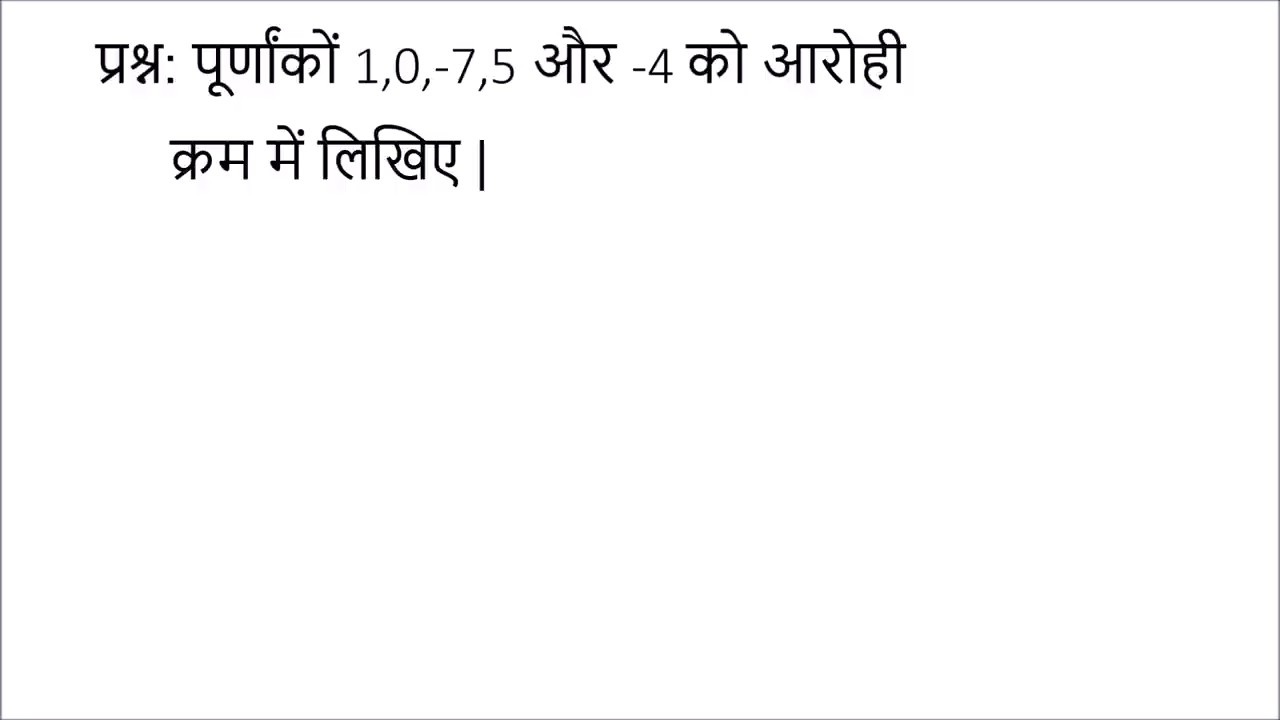 प्रश्न: पूर्णांकों 1,0,-7,5 और -4 को आरोही
क्रम में लिखिए |